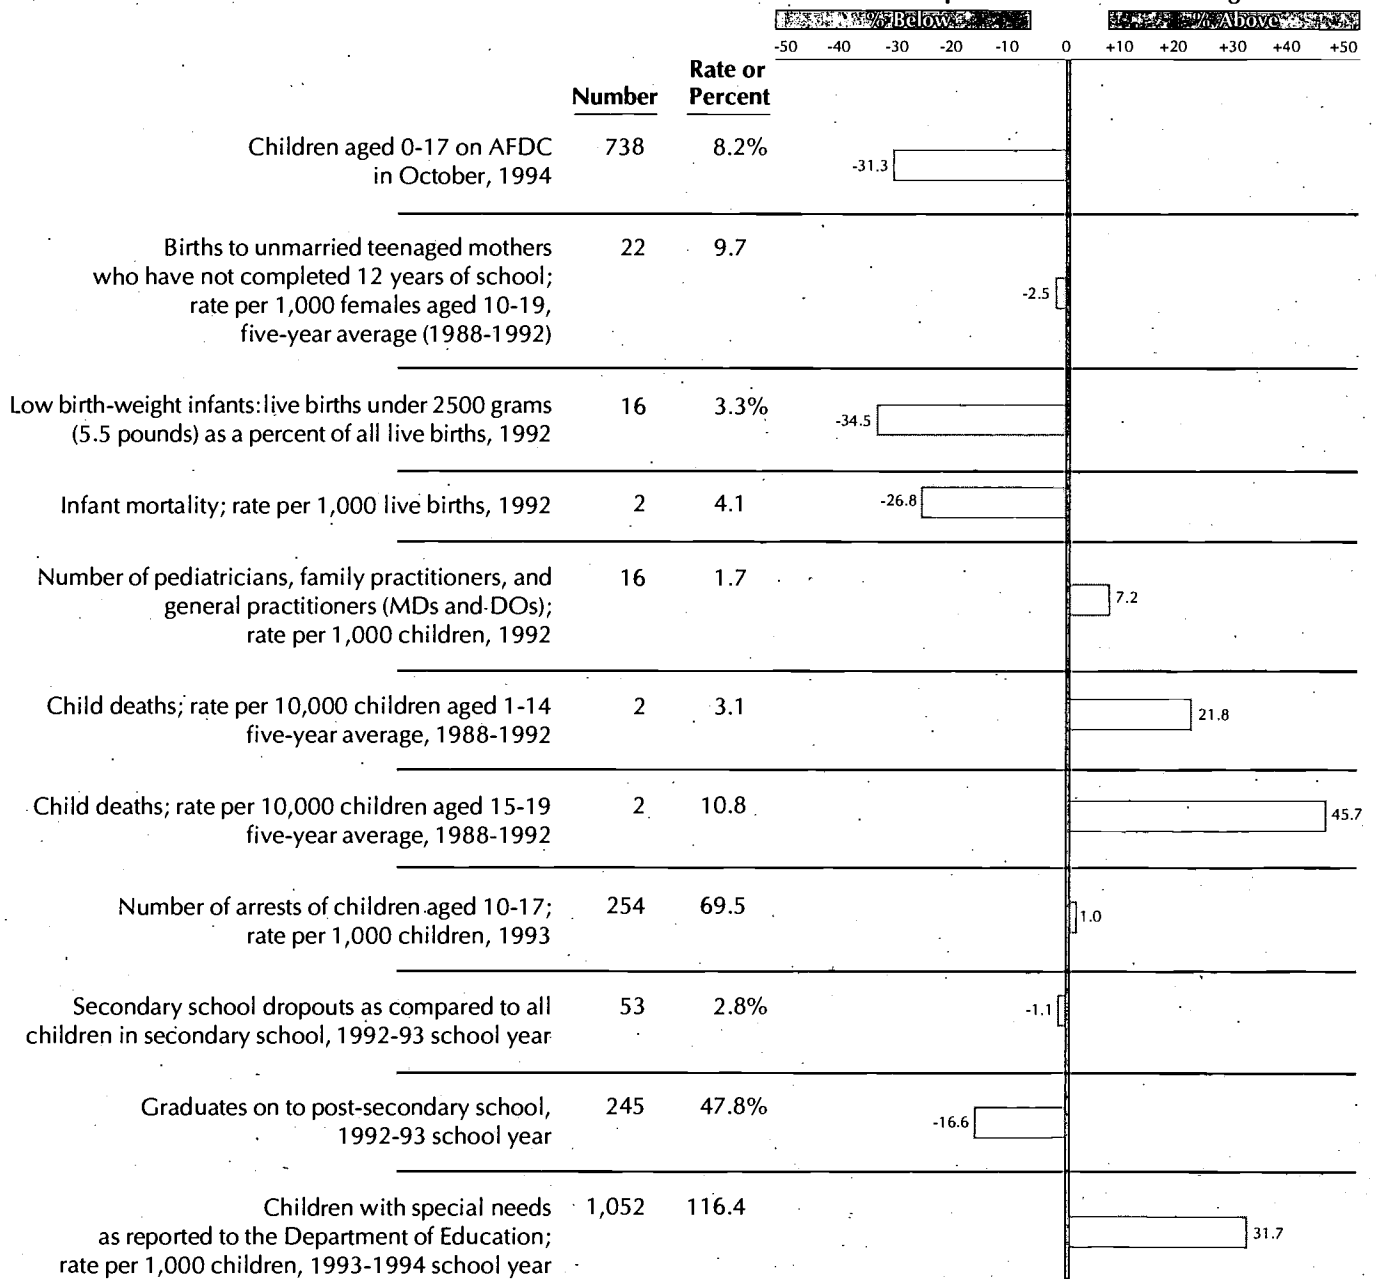 % Below % Above
-50 -40 -30 -20 -10 0 +10 +20 +30 +40 +50
Number Rate or Percent
Children aged 0-17 on AFDC 738 8.2%
in October, 1994
-31.3
Births to unmarried teenaged mothers 22 9.7
who have not completed 12 years of school;
rate per 1,000 females aged 10-19,
five-year average (1988-1992)
-2.5
Low birth-weight infants: live births under 2500 grams 16 3.3%
(5.5 pounds) as a percent of all live births, 1992
-34.5
Infant mortality; rate per 1,000 live births, 1992 2 4.1
-26.8
Number of pediatricians, family practitioners, and 16 1.7
general practitioners (MDs and DOs);
rate per 1,000 children, 1992
7.2
Child deaths; rate per 10,000 children aged 1-14 2 3.1
five-year average, 1988-1992
21.8
Child deaths; rate per 10,000 children aged 15-19 2 10.8
five-year average, 1988-1992
45.7
Number of arrests of children aged 10-17; 254 69.5
rate per 1,000 children, 1993
1.0
Secondary school dropouts as compared to all 53 2.8%
children in secondary school, 1992-93 school year
-1.1
Graduates on to post-secondary school, 245 47.8%
1992-93 school year
-16.6
Children with special needs 1,052 116.4
as reported to the Department of Education;
rate per 1,000 children, 1993-1994 school year
31.7